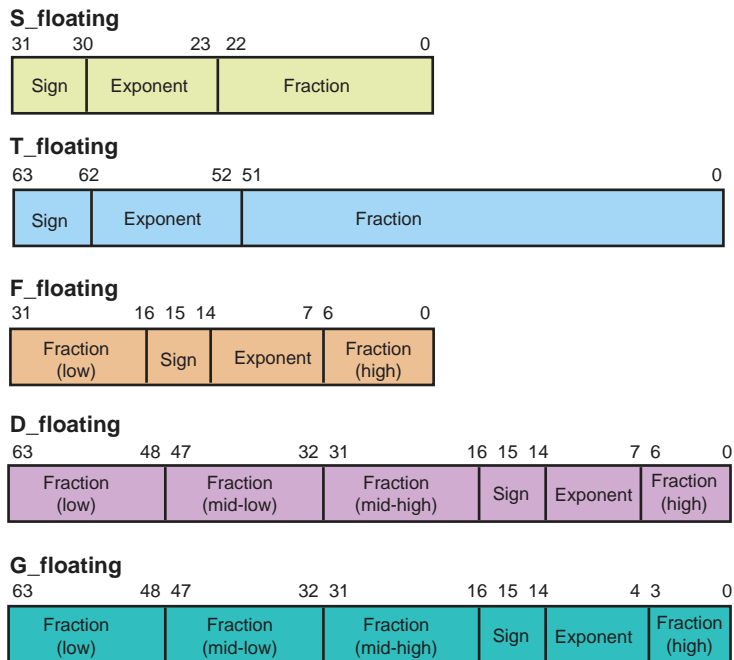 S_floating
31 30 23 22 0
Sign Exponent Fraction
T_floating
63 62 52 51 0
Sign Exponent Fraction
F_floating
31 16 15 14 7 6 0
Fraction (low) Sign Exponent Fraction (high)
D_floating
63 48 47 32 31 16 15 14 7 6 0
Fraction (low) Fraction (mid-low) Fraction (mid-high) Sign Exponent Fraction (high)
G_floating
63 48 47 32 31 16 15 14 4 3 0
Fraction (low) Fraction (mid-low) Fraction (mid-high) Sign Exponent Fraction (high)